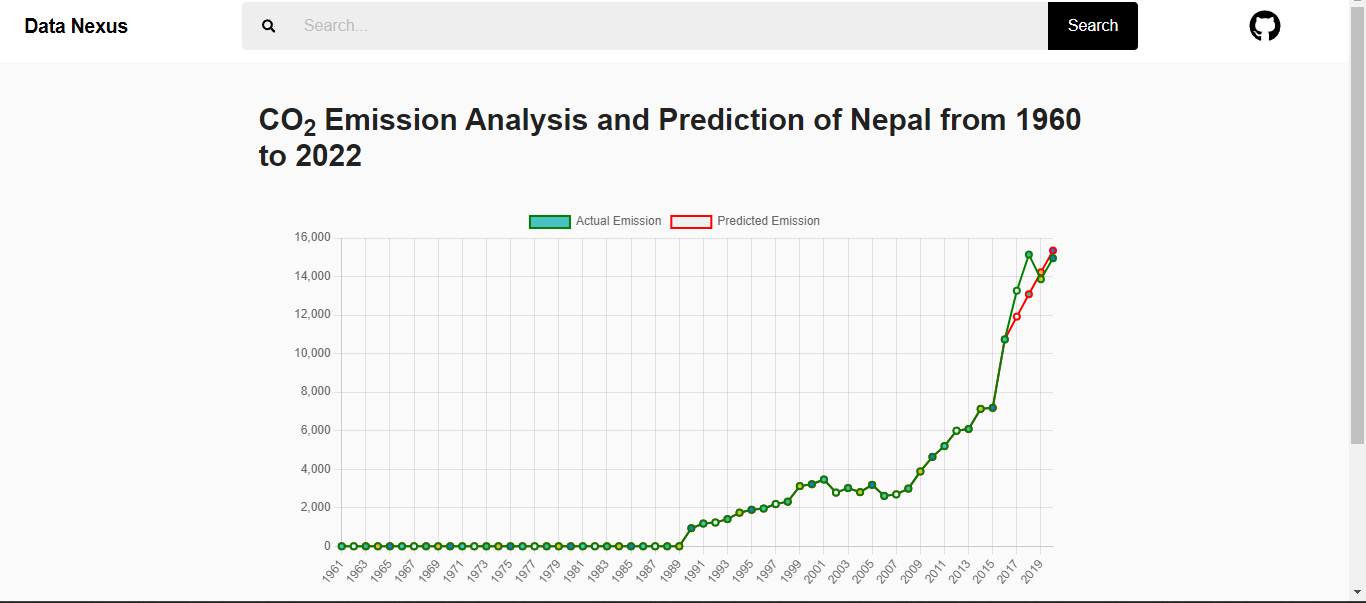 Data Nexus
Search...
Search
CO₂ Emission Analysis and Prediction of Nepal from 1960
to 2022
Actual Emission Predicted Emission
16,000
14,000
12,000
10,000
8,000
6,000
4,000
2,000
0
1961 1963 1965 1967 1969 1971 1973 1975 1977 1979 1981 1983 1985 1987 1989 1991 1993 1995 1997 1999 2001 2003 2005 2007 2009 2011 2013 2015 2017 2019